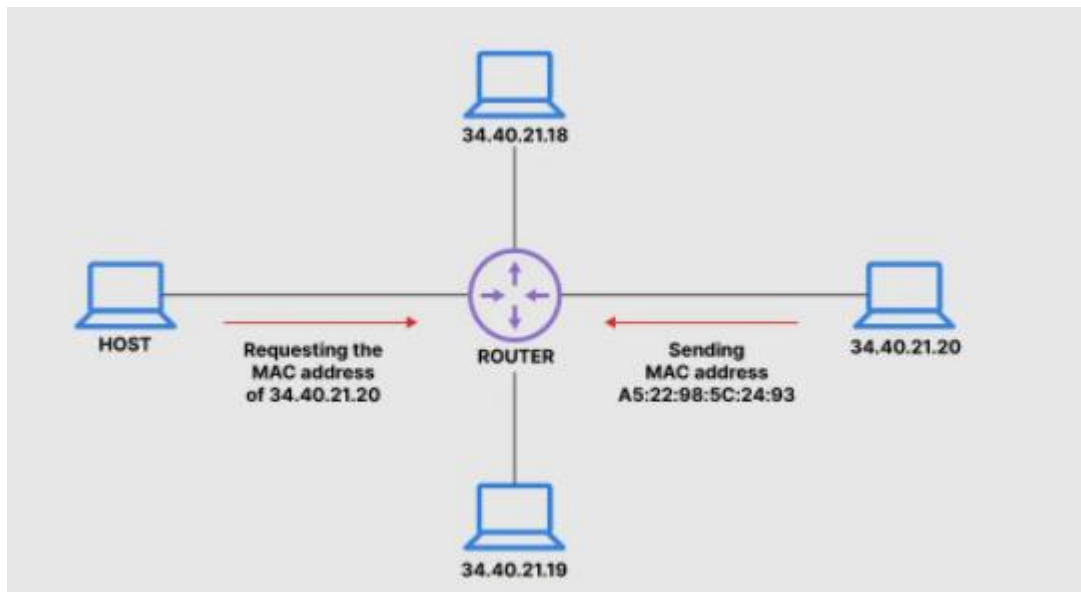 34.40.21.18
HOST
Requesting the
MAC address
of 34.40.21.20
ROUTER
Sending
MAC address
A5:22:98:5C:24:93
34.40.21.20
34.40.21.19